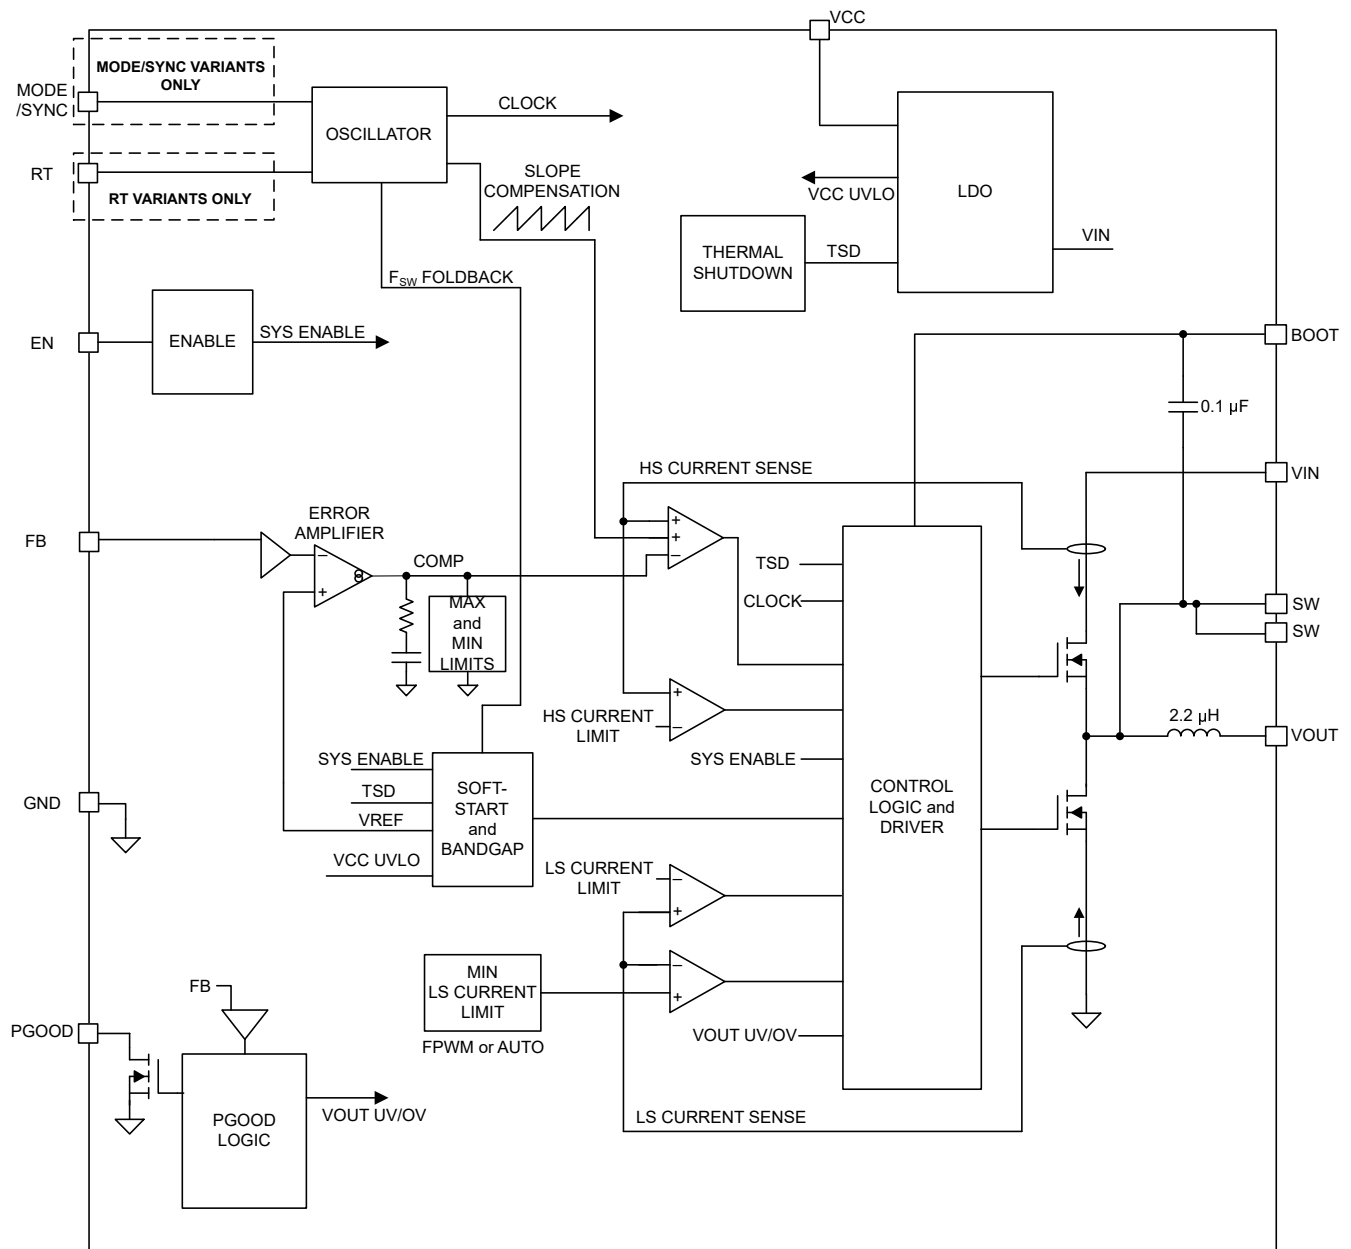 VCC
MODE/SYNC VARIANTS
ONLY
MODE
/SYNC
OSCILLATOR
CLOCK
RT
RT VARIANTS ONLY
SLOPE
COMPENSATION
LDO
VCC UVLO
THERMAL
SHUTDOWN
TSD
VIN
FSW FOLDBACK
EN
ENABLE
SYS ENABLE
BOOT
0.1 µF
HS CURRENT SENSE
VIN
FB
ERROR
AMPLIFIER
−
+
COMP
+
+
−
TSD
CLOCK
MAX
and
MIN
LIMITS
SW
SW
HS CURRENT
LIMIT
+
−
2.2 µH
VOUT
SYS ENABLE
SYS ENABLE
TSD
VREF
VCC UVLO
SOFT-
START
and
BANDGAP
CONTROL
LOGIC and
DRIVER
GND
LS CURRENT
LIMIT
−
+
MIN
LS CURRENT
LIMIT
−
+
FPWM or AUTO
VOUT UV/OV
FB
PGOOD
PGOOD
LOGIC
VOUT UV/OV
LS CURRENT SENSE